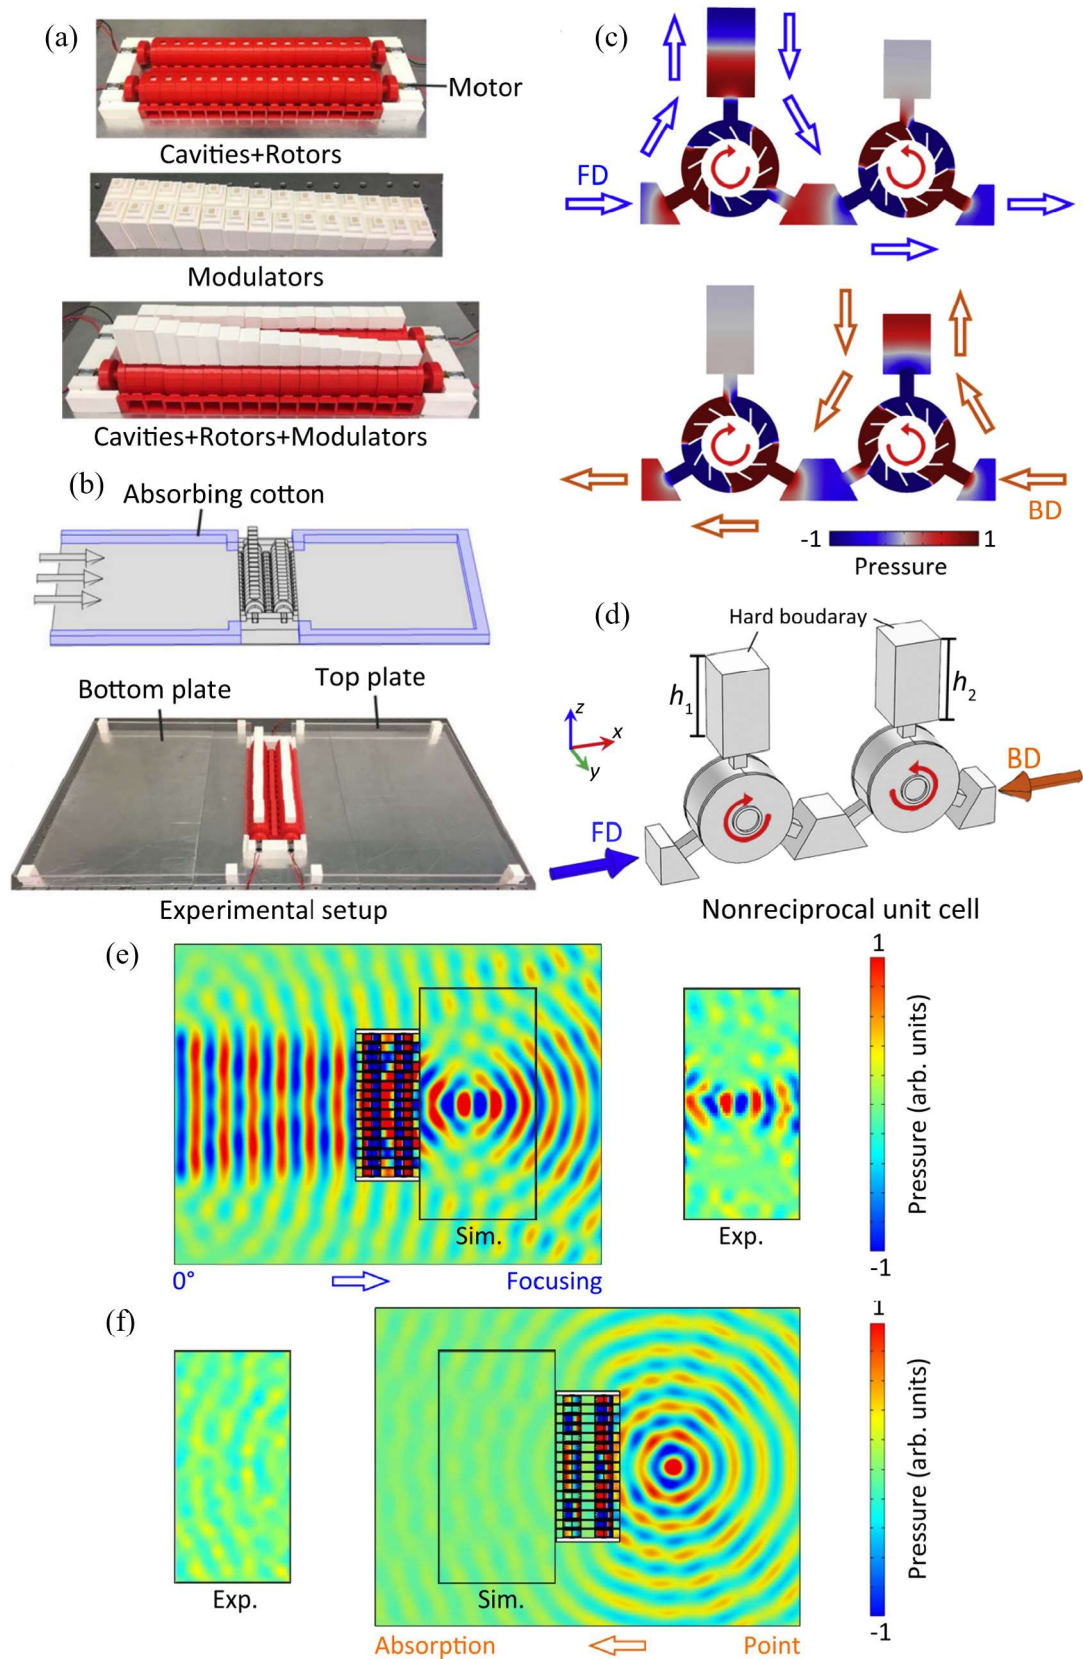 (a)
Motor
Cavities+Rotors
Modulators
Cavities+Rotors+Modulators
(b)
Absorbing cotton
Bottom plate
Top plate
Experimental setup
(c)
FD
BD
-1 1
Pressure
(d)
Hard boudaray
h1
h2
z
x
y
BD
FD
Nonreciprocal unit cell
(e)
Sim.
0° Focusing
Exp.
1
Pressure (arb. units)
-1
(f)
Exp.
Sim.
Absorption Point
1
Pressure (arb. units)
-1